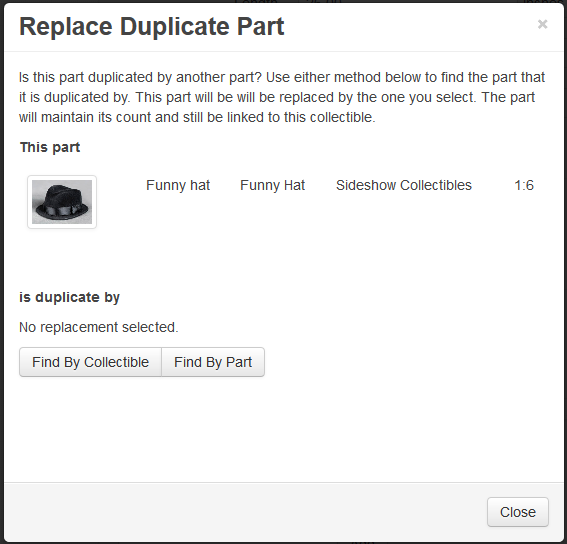 Replace Duplicate Part
×
Is this part duplicated by another part? Use either method below to find the part that
it is duplicated by. This part will be will be replaced by the one you select. The part
will maintain its count and still be linked to this collectible.
This part
Funny hat Funny Hat Sideshow Collectibles 1:6
is duplicate by
No replacement selected.
Find By Collectible Find By Part
Close